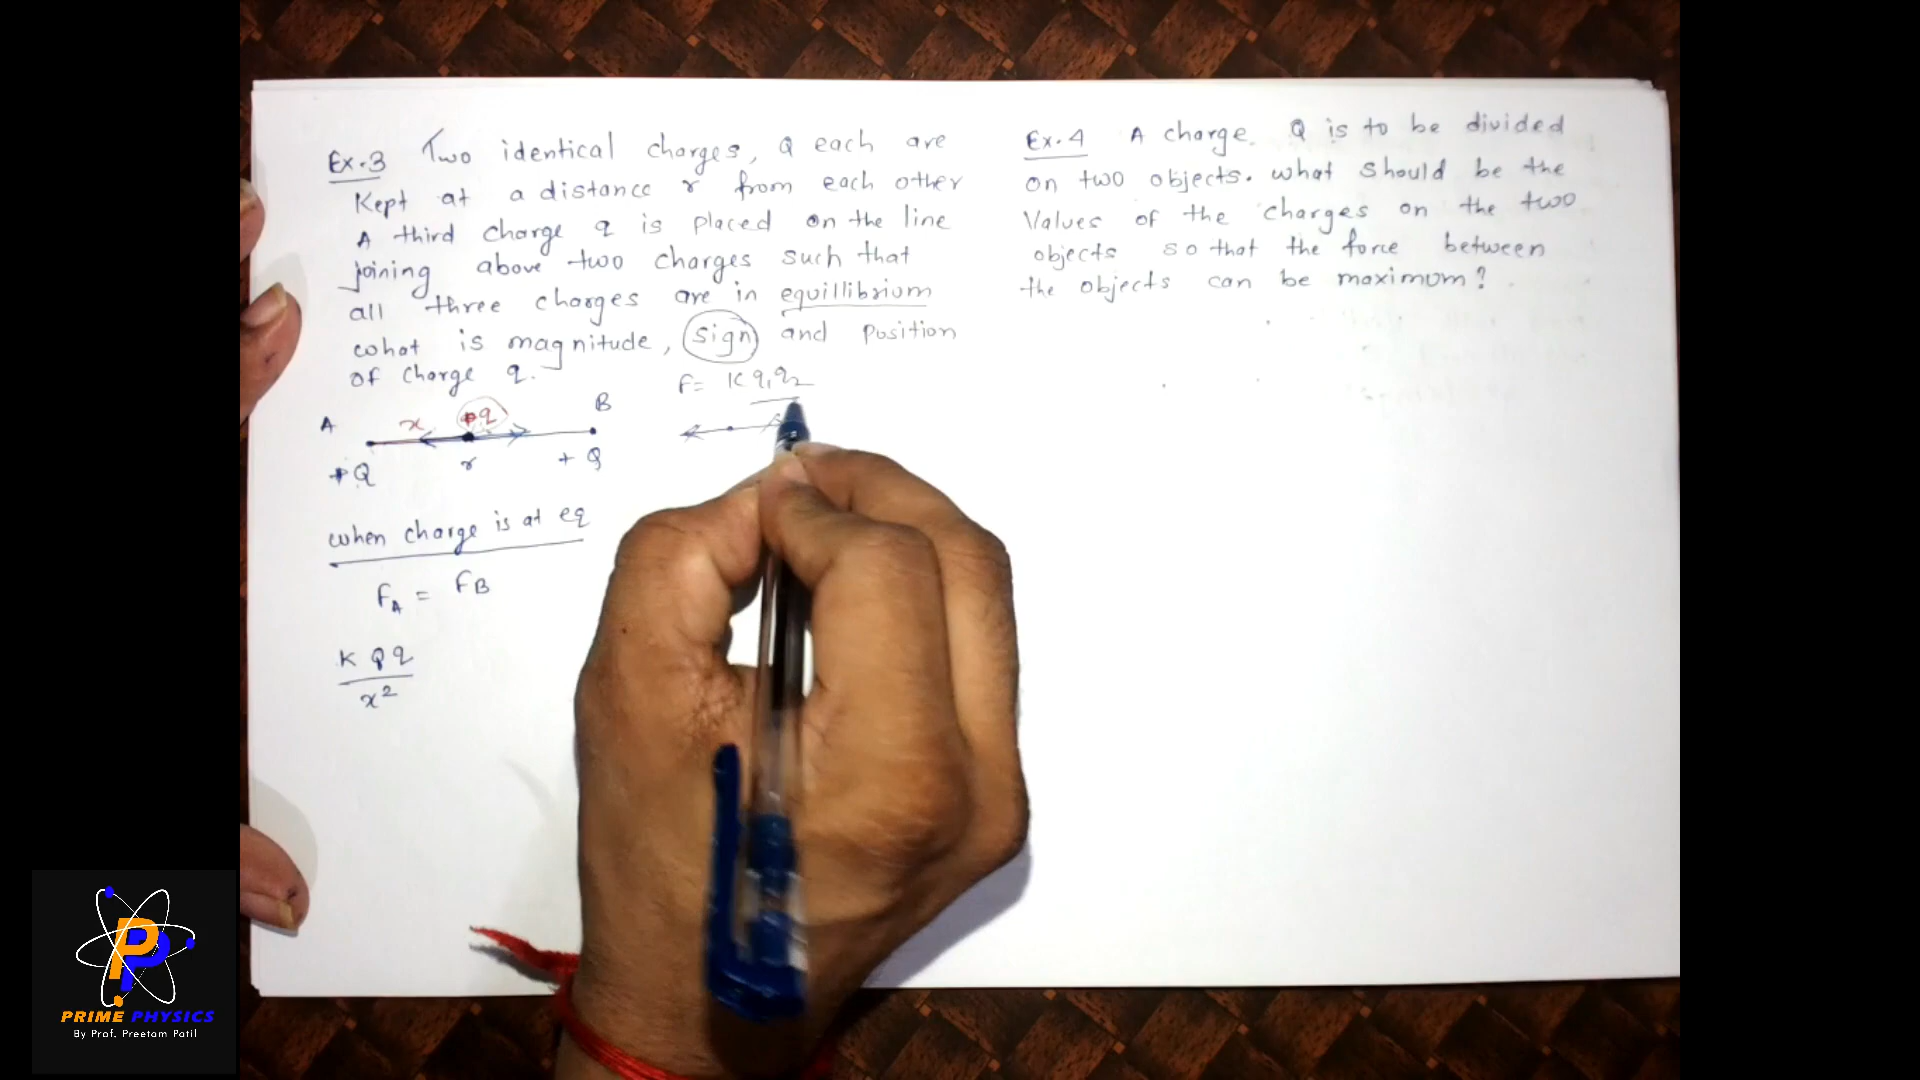 Ex.3 Two identical charges, Q each are
Kept at a distance r from each other
A third charge q is placed on the line
joining above two charges such that
all three charges are in equillibrium
what is magnitude, sign and position
of charge q.
F = K q1 q2
A x +q B
+Q r + Q
when charge is at eq
FA = FB
K Q q
x²
Ex.4 A charge. Q is to be divided
on two objects. what should be the
Values of the charges on the two
objects so that the force between
the objects can be maximum?
PRIME PHYSICS
By Prof. Preetam Patil